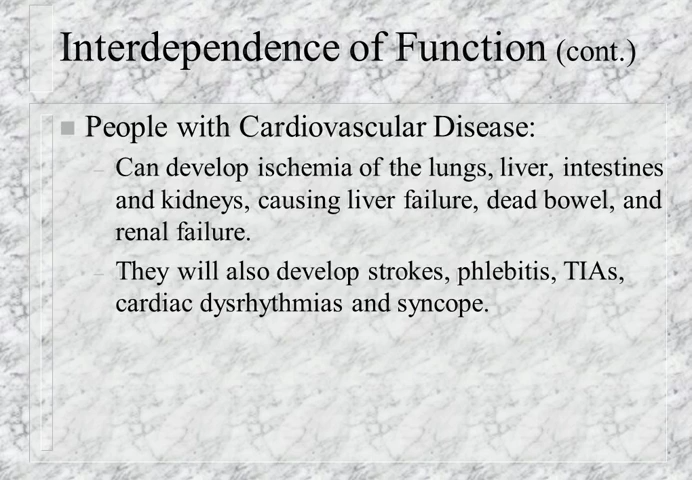 Interdependence of Function (cont.)
People with Cardiovascular Disease:
– Can develop ischemia of the lungs, liver, intestines
and kidneys, causing liver failure, dead bowel, and
renal failure.
– They will also develop strokes, phlebitis, TIAs,
cardiac dysrhythmias and syncope.